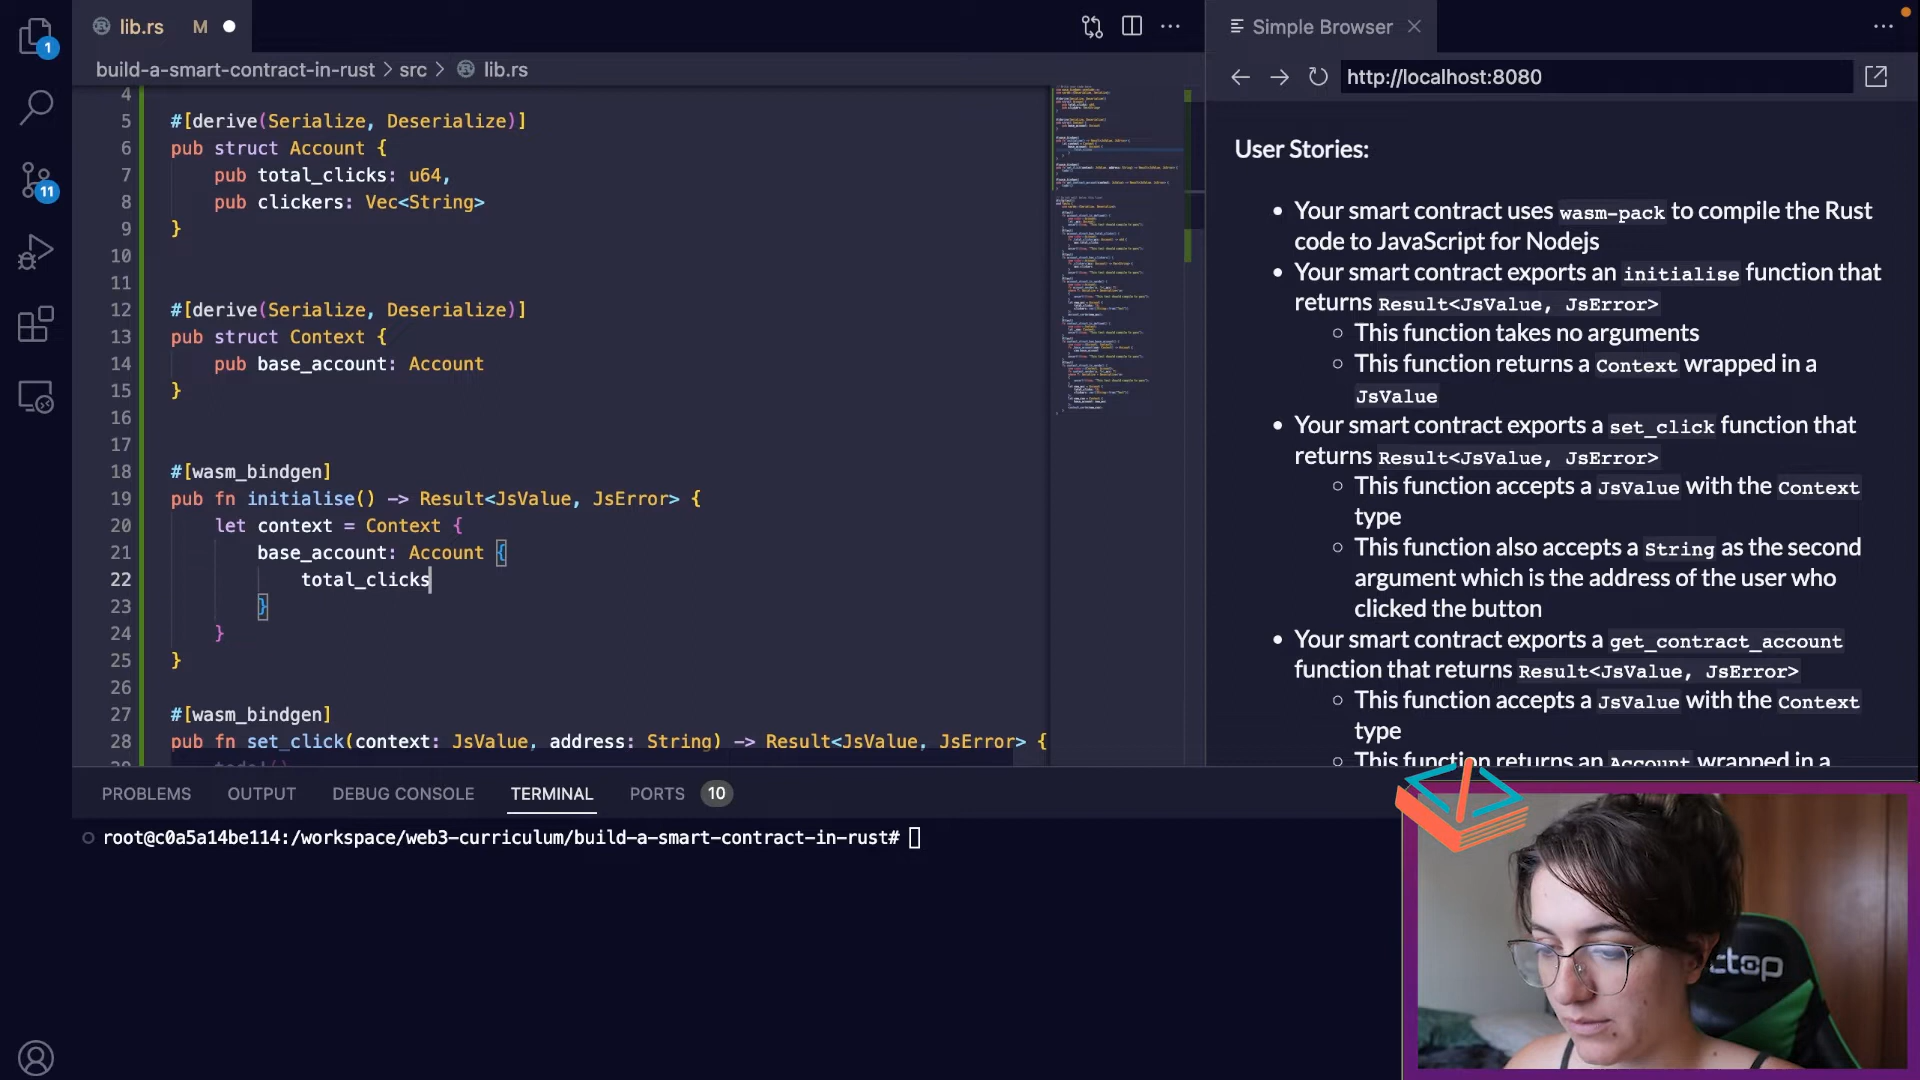 lib.rs M
Simple Browser
build-a-smart-contract-in-rust > src > lib.rs
http://localhost:8080
1
11
4
5 #[derive(Serialize, Deserialize)]
6 pub struct Account {
7 pub total_clicks: u64,
8 pub clickers: Vec<String>
9 }
10
11
12 #[derive(Serialize, Deserialize)]
13 pub struct Context {
14 pub base_account: Account
15 }
16
17
18 #[wasm_bindgen]
19 pub fn initialise() -> Result<JsValue, JsError> {
20 let context = Context {
21 base_account: Account {
22 total_clicks
23 }
24 }
25 }
26
27 #[wasm_bindgen]
28 pub fn set_click(context: JsValue, address: String) -> Result<JsValue, JsError> {
User Stories:
• Your smart contract uses wasm-pack to compile the Rust
code to JavaScript for Nodejs
• Your smart contract exports an initialise function that
returns Result<JsValue, JsError>
◦ This function takes no arguments
◦ This function returns a Context wrapped in a
JsValue
• Your smart contract exports a set_click function that
returns Result<JsValue, JsError>
◦ This function accepts a JsValue with the Context
type
◦ This function also accepts a String as the second
argument which is the address of the user who
clicked the button
• Your smart contract exports a get_contract_account
function that returns Result<JsValue, JsError>
◦ This function accepts a JsValue with the Context
type
◦ This function returns an Account wrapped in a
PROBLEMS OUTPUT DEBUG CONSOLE TERMINAL PORTS 10
root@c0a5a14be114:/workspace/web3-curriculum/build-a-smart-contract-in-rust#